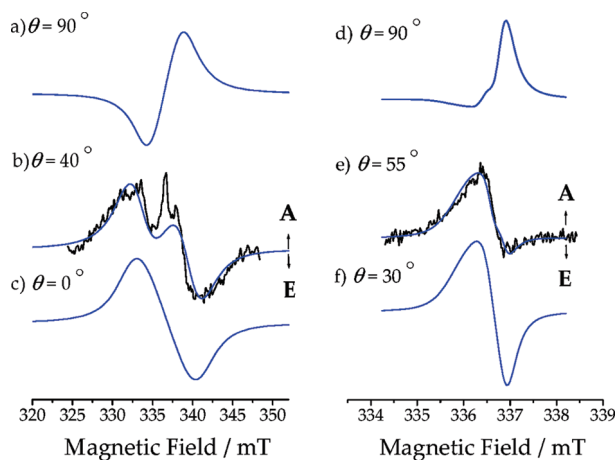 a) θ = 90 °
b) θ = 40 °
A
E
c) θ = 0 °
320 325 330 335 340 345 350
Magnetic Field / mT
d) θ = 90 °
e) θ = 55 °
A
E
f) θ = 30 °
334 335 336 337 338 339
Magnetic Field / mT